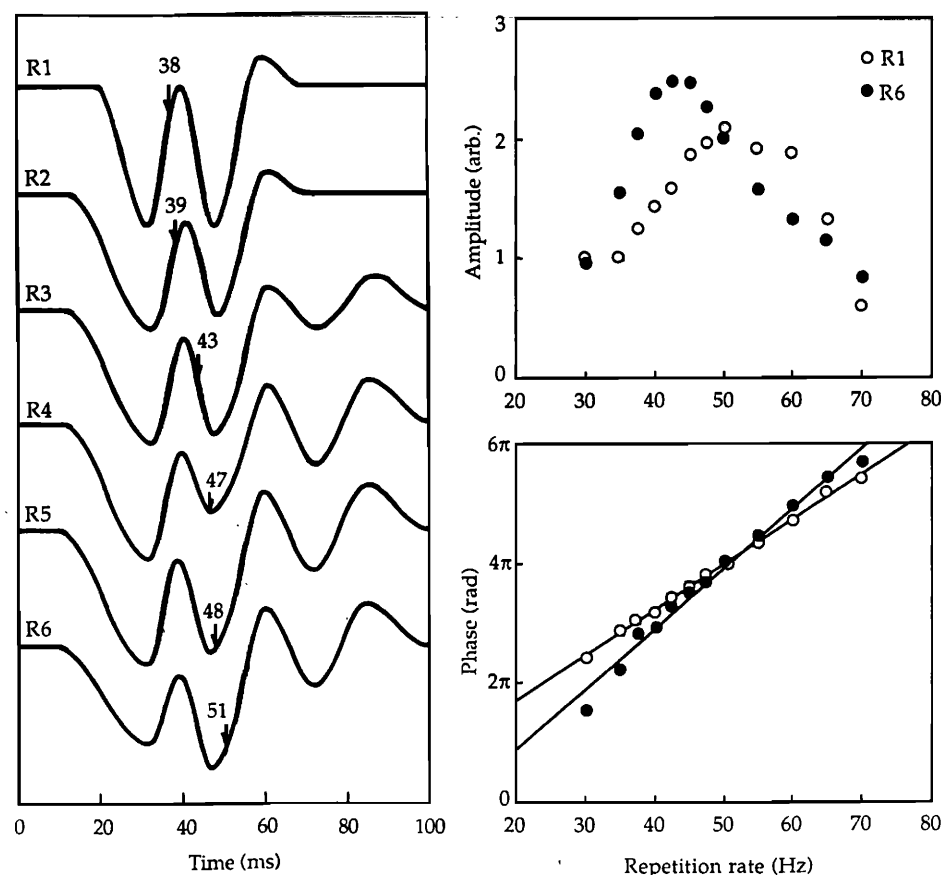 R1
38
R2
39
R3
43
R4
47
R5
48
R6
51
0 20 40 60 80 100
Time (ms)
3
2
1
0
Amplitude (arb.)
R1
R6
20 30 40 50 60 70 80
6π
4π
2π
0
Phase (rad)
20 30 40 50 60 70 80
Repetition rate (Hz)